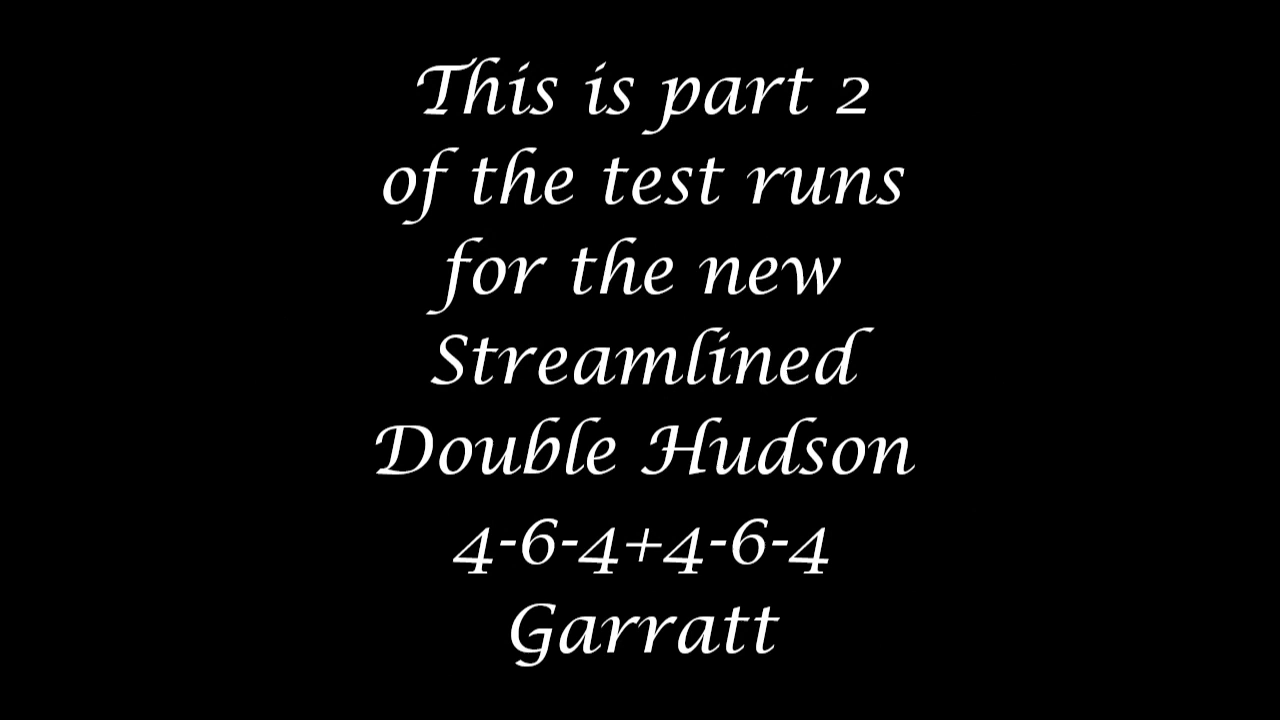 This is part 2
of the test runs
for the new
Streamlined
Double Hudson
4-6-4+4-6-4
Garratt